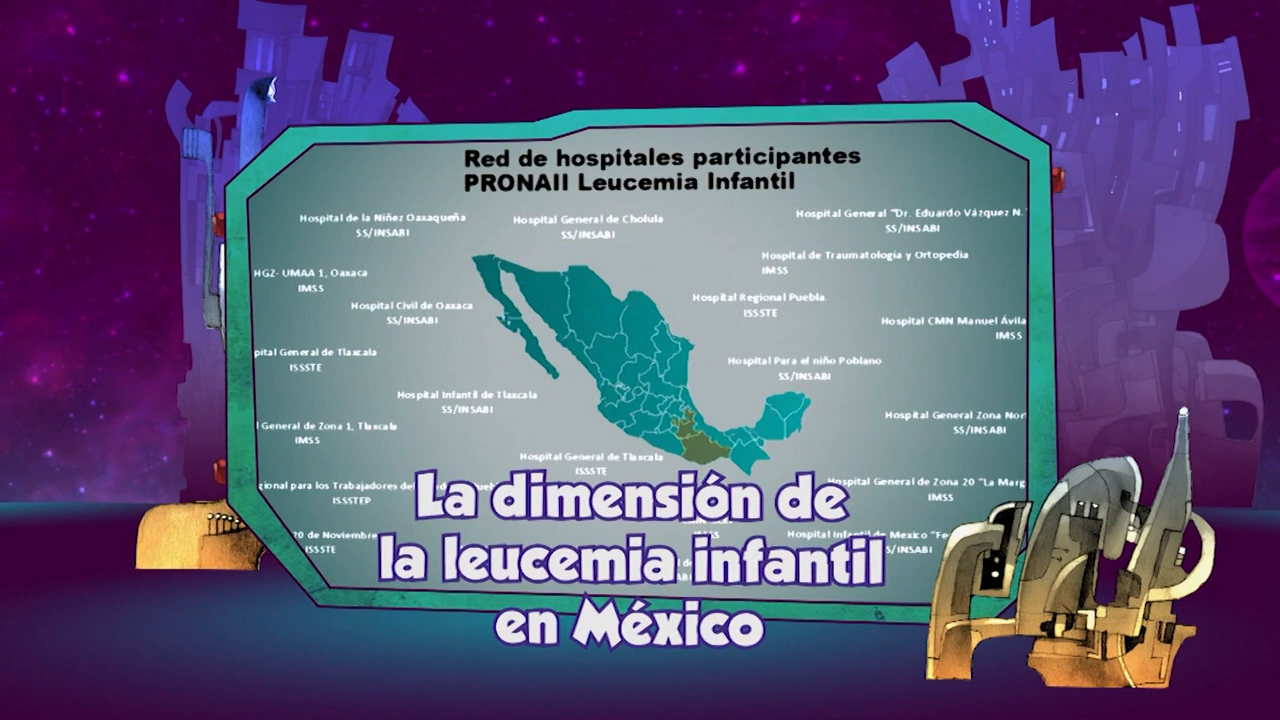 Red de hospitales participantes
PRONAII Leucemia Infantil
Hospital de la Niñez Oaxaqueña
SS/INSABI
Hospital General de Cholula
SS/INSABI
Hospital General "Dr. Eduardo Vázquez N.
SS/INSABI
HGZ- UMAA 1, Oaxaca
IMSS
Hospital de Traumatologia y Ortopedia
IMSS
Hospital Civil de Oaxaca
SS/INSABI
Hospital Regional Puebla.
ISSSTE
Hospital CMN Manuel Ávila
IMSS
pital General de Tlaxcala
ISSSTE
Hospital Para el niño Poblano
SS/INSABI
Hospital Infantil de Tlaxcala
SS/INSABI
Hospital General Zona Nor
SS/INSABI
l General de Zona 1, Tlaxcala
IMSS
Hospital General de Tlaxcala
ISSSTE
gional para los Trabajadores del
ISSSTEP
Hospital General de Zona 20 "La Marg
IMSS
20 de Noviembre
ISSSTE
Hospital Infantil de Mexico "Fe
S/INSABI
La dimensión de
la leucemia infantil
en México